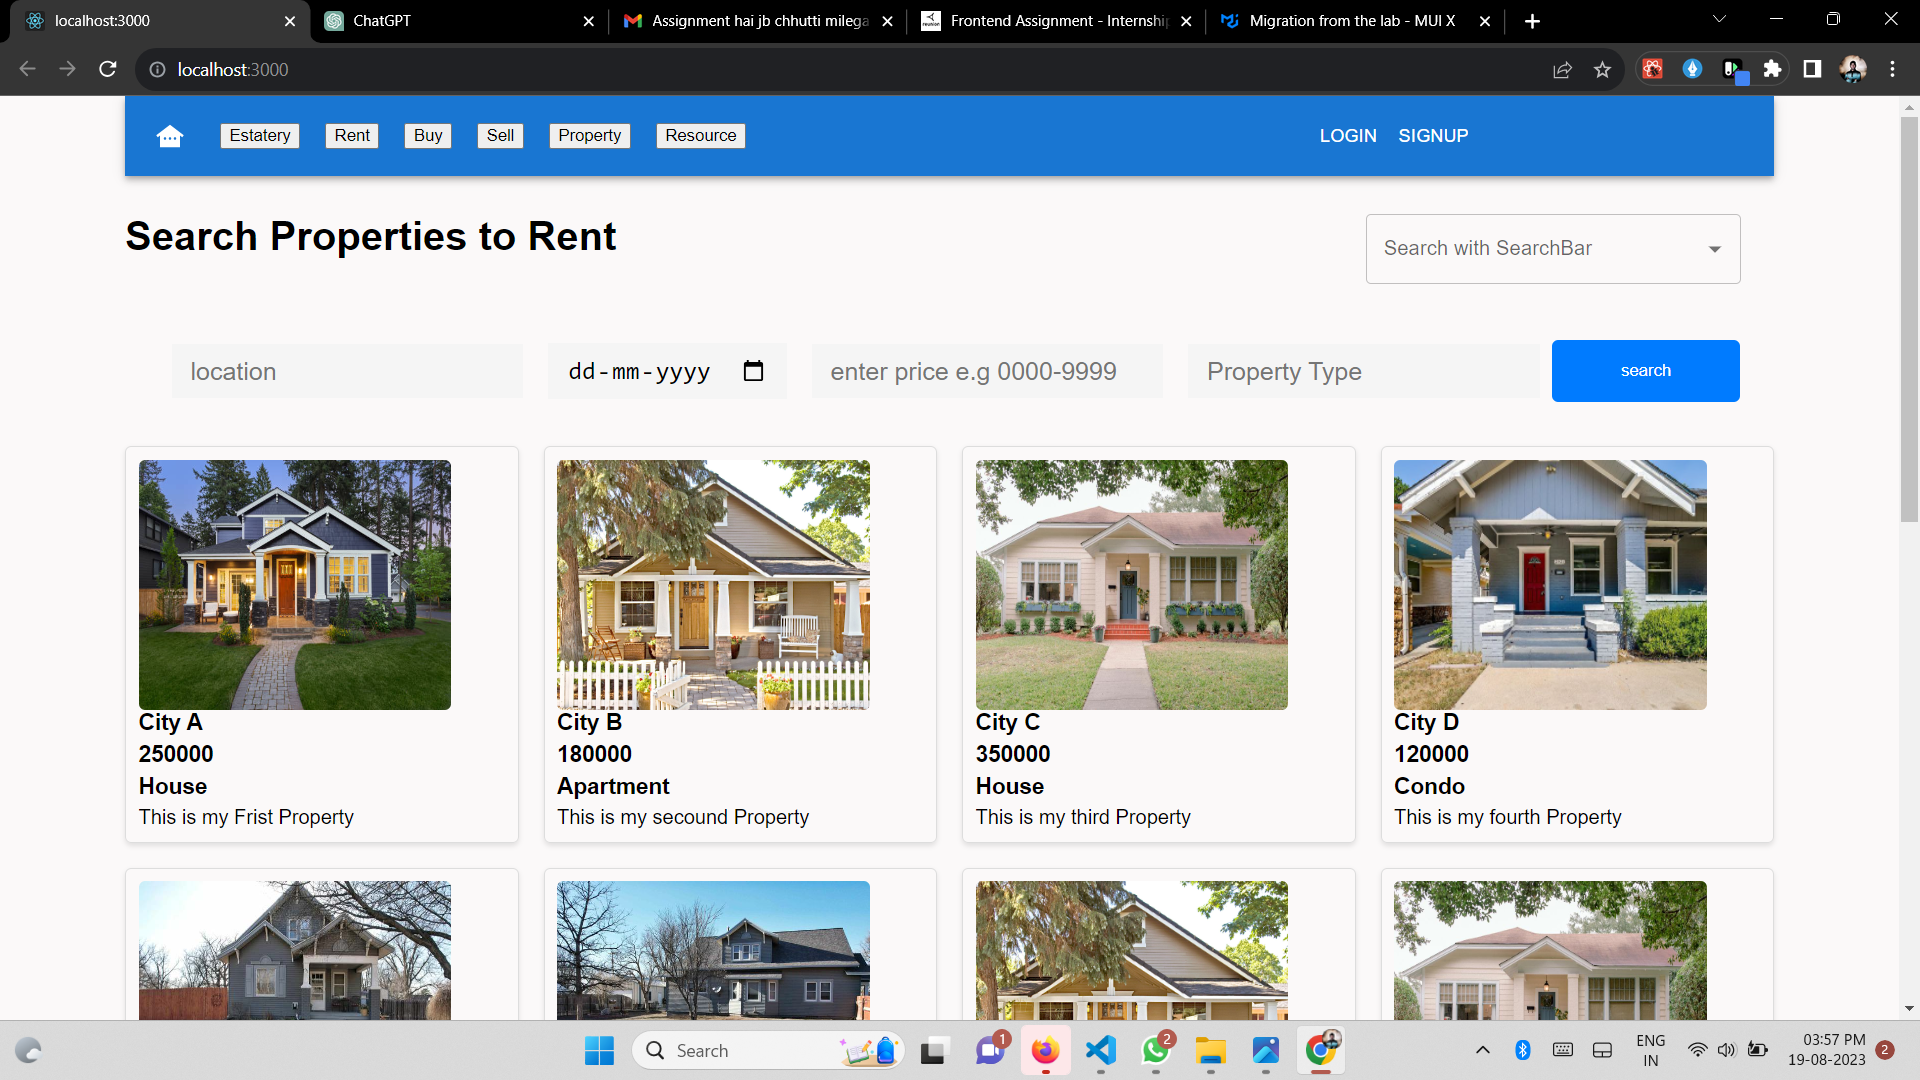 localhost:3000
ChatGPT
Assignment hai jb chhutti milega
Frontend Assignment - Internship
Migration from the lab - MUI X
localhost:3000
Estatery
Rent
Buy
Sell
Property
Resource
LOGIN
SIGNUP
Search Properties to Rent
Search with SearchBar
location
dd-mm-yyyy
enter price e.g 0000-9999
Property Type
search
City A
250000
House
This is my Frist Property
City B
180000
Apartment
This is my secound Property
City C
350000
House
This is my third Property
City D
120000
Condo
This is my fourth Property
Search
1
2
ENG
IN
03:57 PM
19-08-2023
2